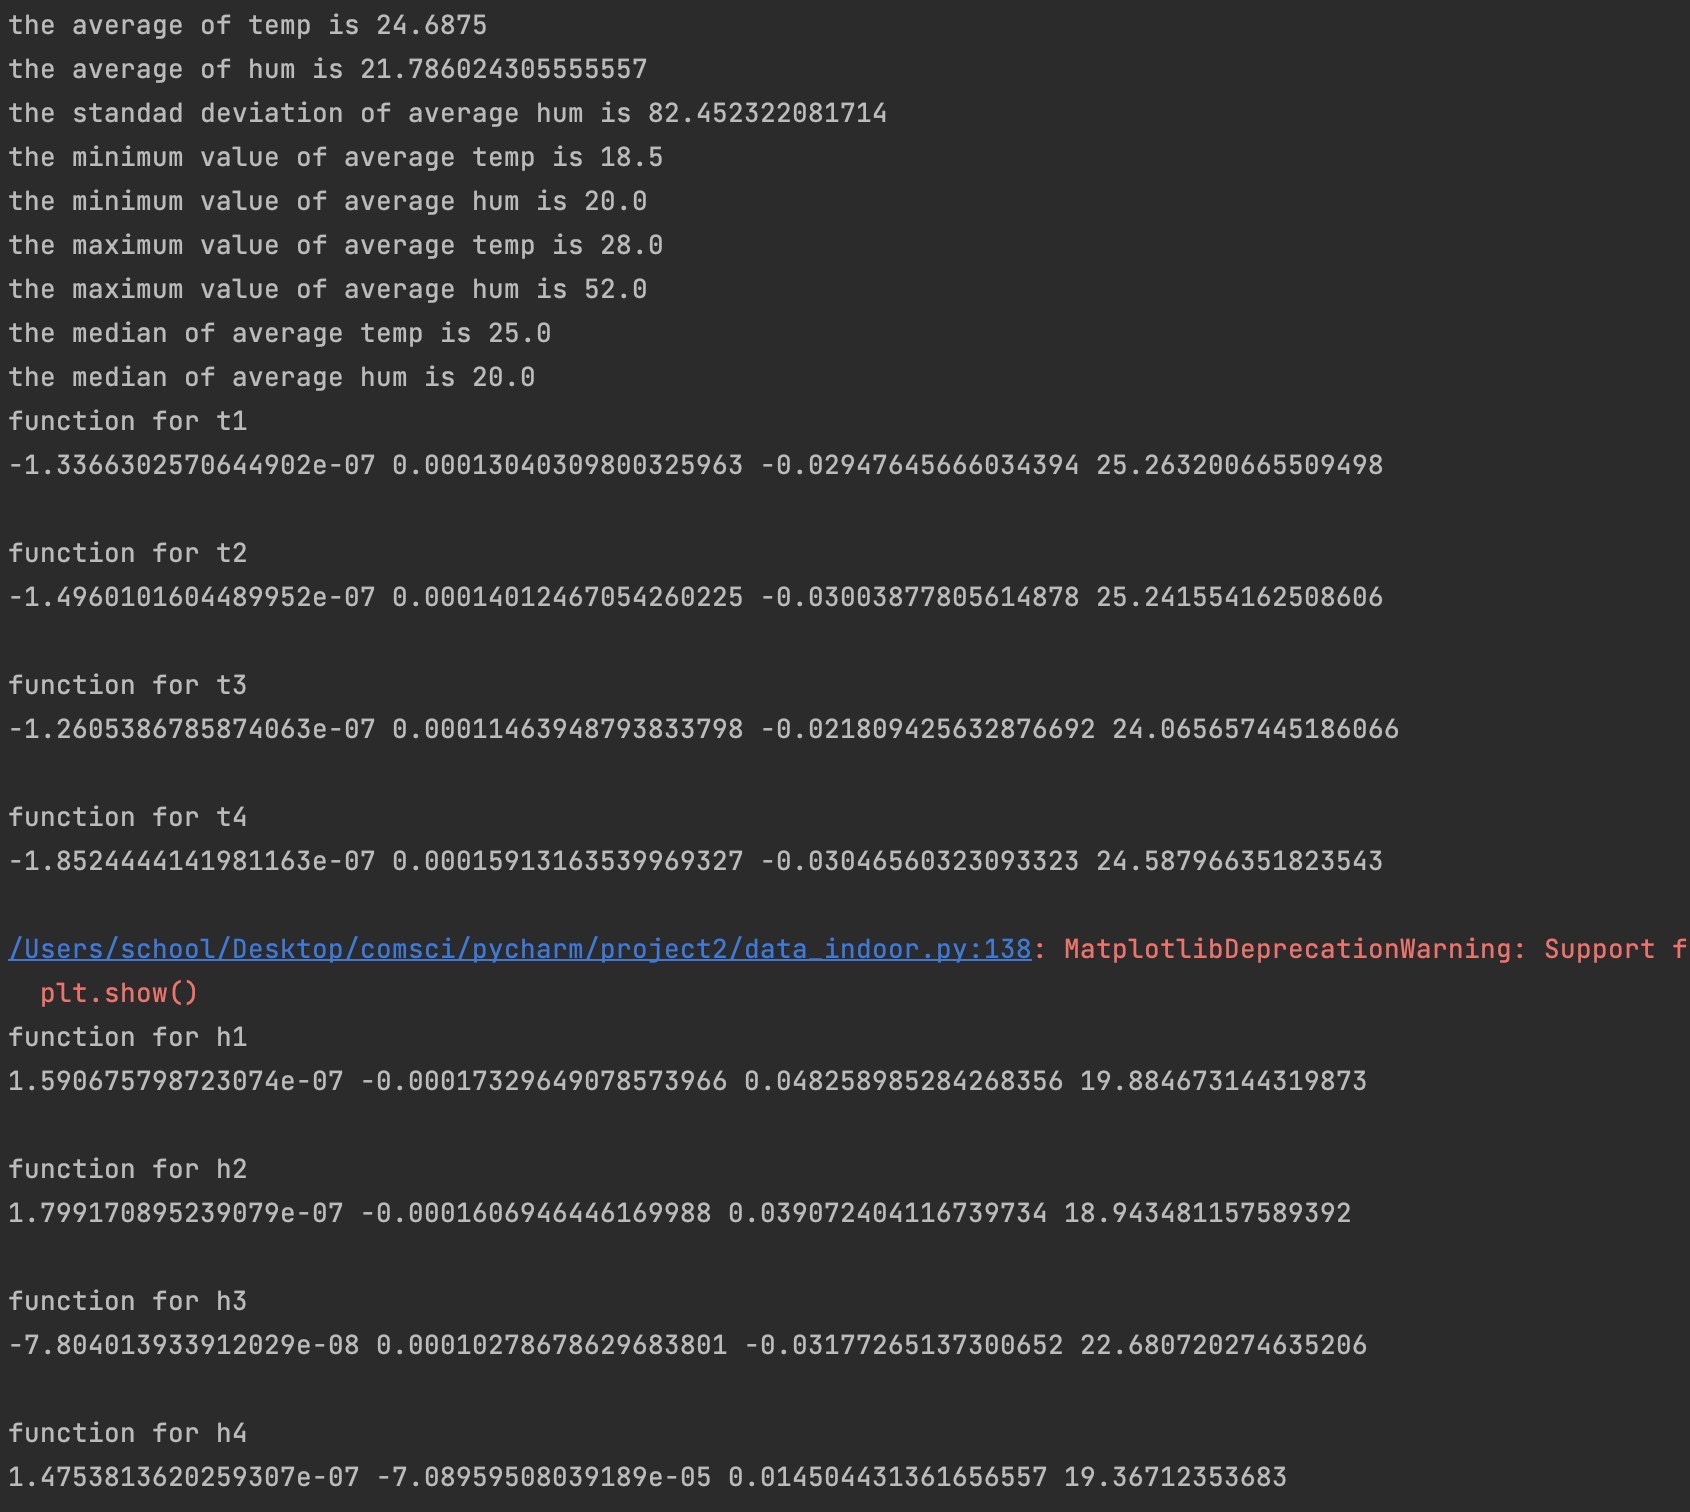 the average of temp is 24.6875
the average of hum is 21.786024305555557
the standad deviation of average hum is 82.452322081714
the minimum value of average temp is 18.5
the minimum value of average hum is 20.0
the maximum value of average temp is 28.0
the maximum value of average hum is 52.0
the median of average temp is 25.0
the median of average hum is 20.0
function for t1
-1.3366302570644902e-07 0.00013040309800325963 -0.02947645666034394 25.263200665509498
function for t2
-1.4960101604489952e-07 0.00014012467054260225 -0.03003877805614878 25.241554162508606
function for t3
-1.2605386785874063e-07 0.00011463948793833798 -0.021809425632876692 24.065657445186066
function for t4
-1.8524444141981163e-07 0.00015913163539969327 -0.03046560323093323 24.587966351823543
/Users/school/Desktop/comsci/pycharm/project2/data_indoor.py:138: MatplotlibDeprecationWarning: Support f
plt.show()
function for h1
1.590675798723074e-07 -0.00017329649078573966 0.048258985284268356 19.884673144319873
function for h2
1.799170895239079e-07 -0.0001606946446169988 0.039072404116739734 18.943481157589392
function for h3
-7.804013933912029e-08 0.00010278678629683801 -0.03177265137300652 22.680720274635206
function for h4
1.4753813620259307e-07 -7.08959508039189e-05 0.014504431361656557 19.36712353683